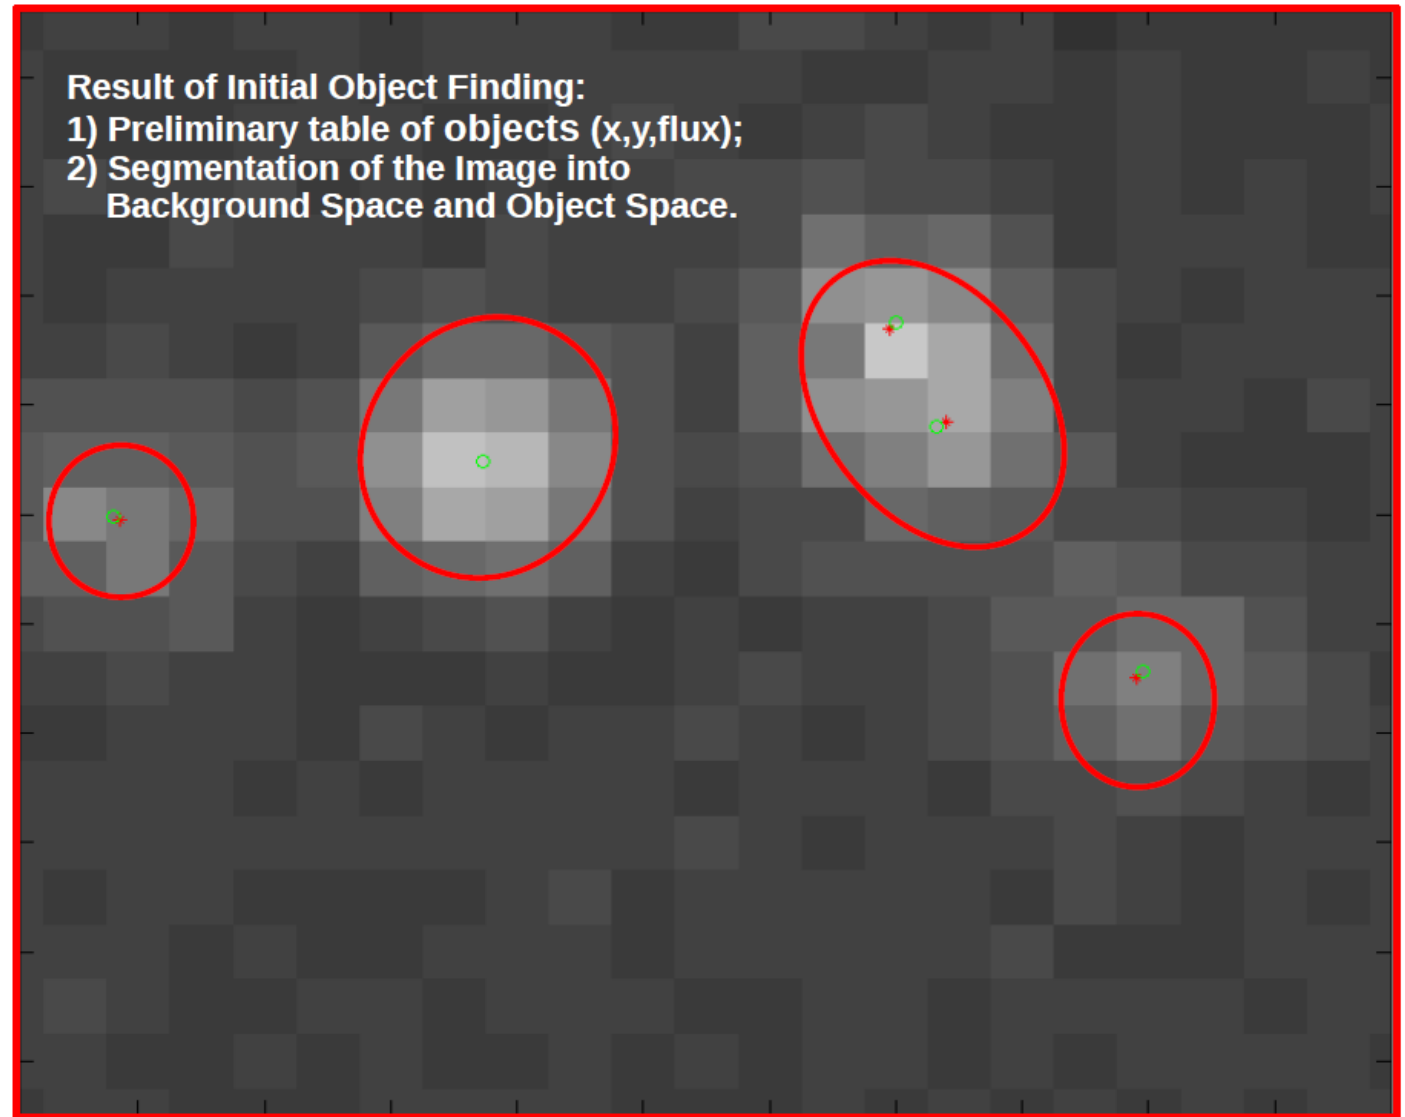 Result of Initial Object Finding:
1) Preliminary table of objects (x,y,flux);
2) Segmentation of the Image into
Background Space and Object Space.